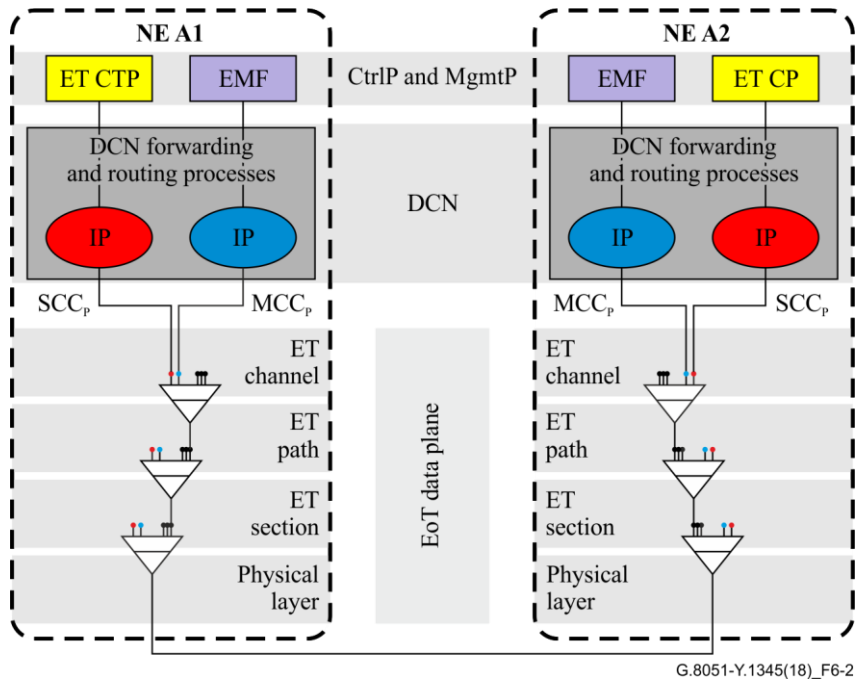 NE A1
NE A2
ET CTP
EMF
CtrlP and MgmtP
EMF
ET CP
DCN forwarding
and routing processes
DCN
DCN forwarding
and routing processes
IP
IP
IP
IP
SCCP
MCCP
MCCP
SCCP
ET
channel
ET
path
ET
section
Physical
layer
EoT data plane
ET
channel
ET
path
ET
section
Physical
layer
G.8051-Y.1345(18)_F6-2